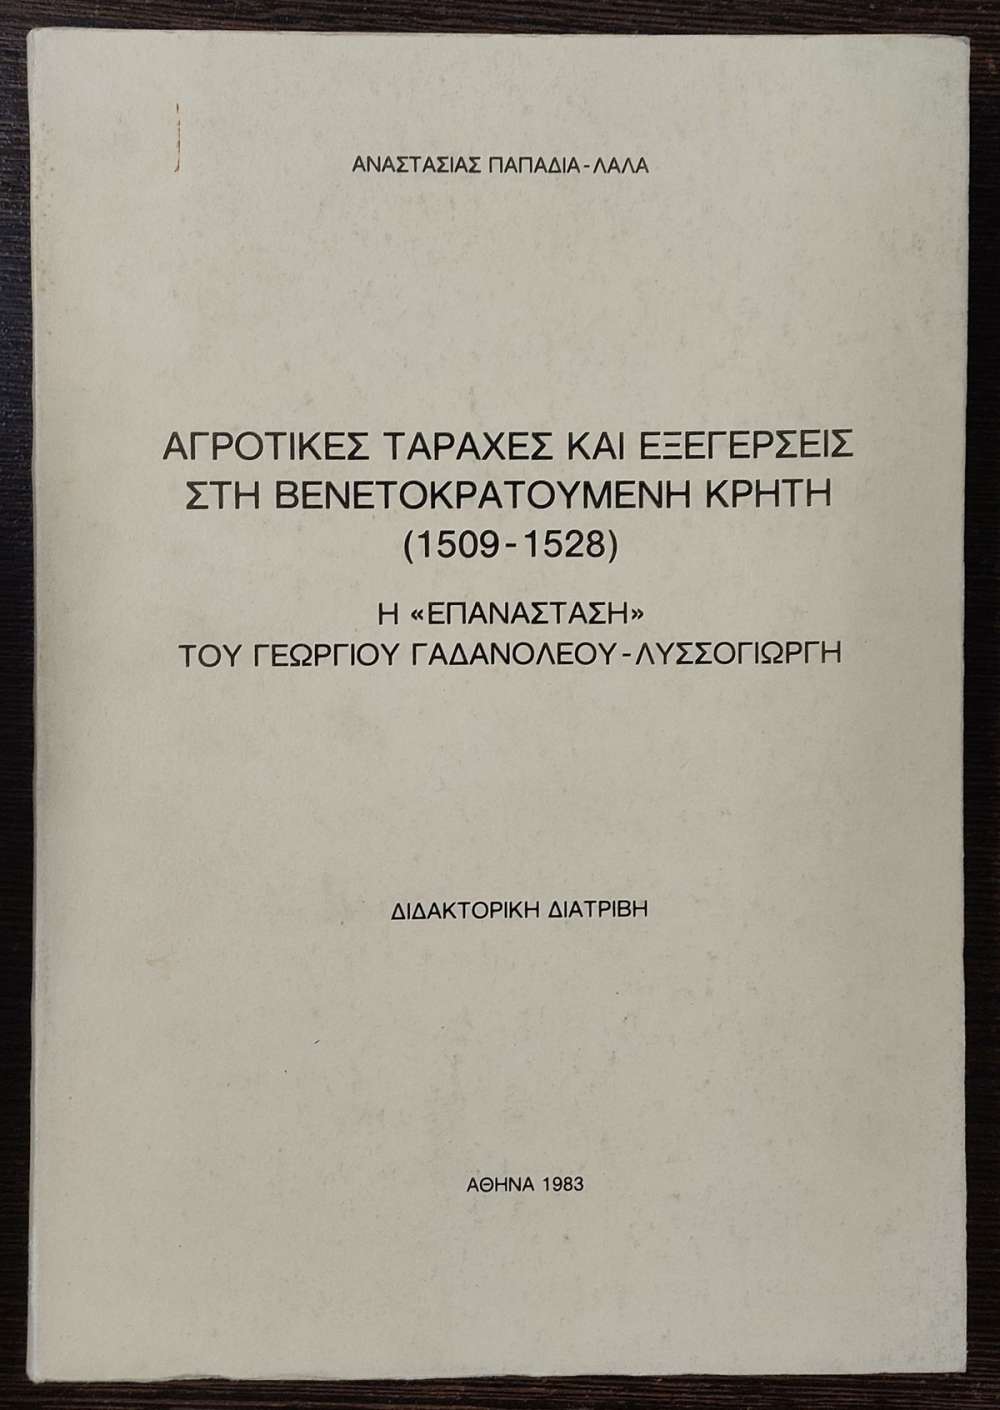 ΑΝΑΣΤΑΣΙΑΣ ΠΑΠΑΔΙΑ-ΛΑΛΑ
ΑΓΡΟΤΙΚΕΣ ΤΑΡΑΧΕΣ ΚΑΙ ΕΞΕΓΕΡΣΕΙΣ
ΣΤΗ ΒΕΝΕΤΟΚΡΑΤΟΥΜΕΝΗ ΚΡΗΤΗ
(1509-1528)
Η «ΕΠΑΝΑΣΤΑΣΗ»
ΤΟΥ ΓΕΩΡΓΙΟΥ ΓΑΔΑΝΟΛΕΟΥ-ΛΥΣΣΟΓΙΩΡΓΗ
ΔΙΔΑΚΤΟΡΙΚΗ ΔΙΑΤΡΙΒΗ
ΑΘΗΝΑ 1983